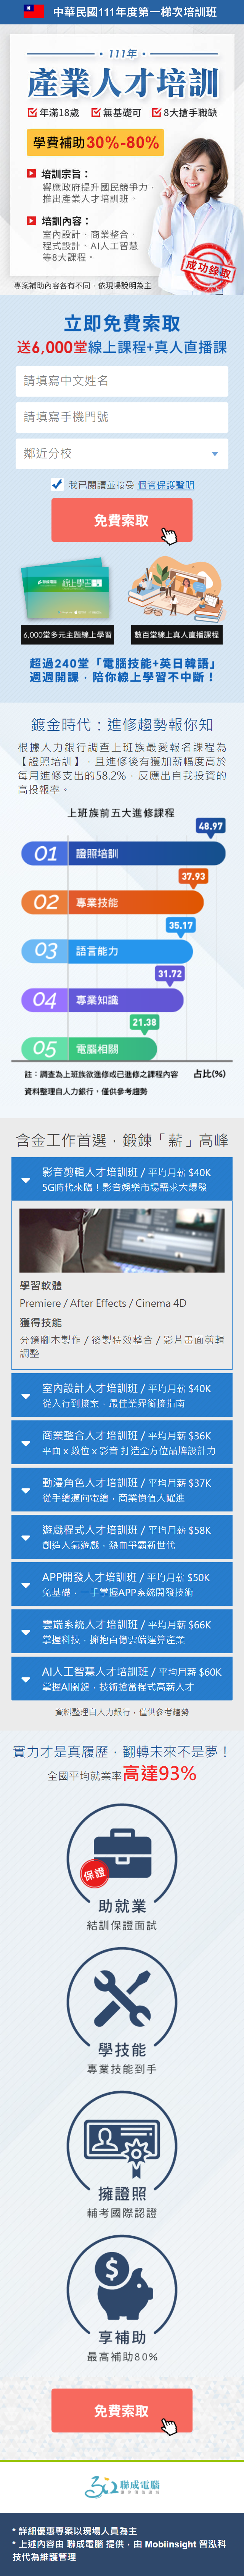 中華民國111年度第一梯次培訓班
111年
產業人才培訓
年滿18歲 無基礎可 8大搶手職缺
學費補助30%-80%
培訓宗旨：
響應政府提升國民競爭力，
推出產業人才培訓班。
培訓內容：
室內設計、商業整合、
程式設計、AI人工智慧
等8大課程。
成功錄取
專案補助內容各有不同，依現場說明為主
立即免費索取
送6,000堂線上課程+真人直播課
請填寫中文姓名
請填寫手機門號
鄰近分校
我已閱讀並接受 個資保護聲明
免費索取
聯成電腦
線上學習
6,000堂多元主題線上學習
數百堂線上真人直播課程
超過240堂「電腦技能+英日韓語」
週週開課，陪你線上學習不中斷！
鍍金時代：進修趨勢報你知
根據人力銀行調查上班族最愛報名課程為
【證照培訓】，且進修後有獲加薪幅度高於
每月進修支出的58.2%，反應出自我投資的
高投報率。
上班族前五大進修課程
48.97
01 證照培訓
37.93
02 專業技能
35.17
03 語言能力
31.72
04 專業知識
21.38
05 電腦相關
註：調查為上班族欲進修或已進修之課程內容 占比(%)
資料整理自人力銀行，僅供參考趨勢
含金工作首選，鍛鍊「薪」高峰
影音剪輯人才培訓班 / 平均月薪 $40K
5G時代來臨！影音娛樂市場需求大爆發
學習軟體
Premiere / After Effects / Cinema 4D
獲得技能
分鏡腳本製作 / 後製特效整合 / 影片畫面剪輯
調整
室內設計人才培訓班 / 平均月薪 $40K
從入行到接案，最佳業界銜接指南
商業整合人才培訓班 / 平均月薪 $36K
平面 x 數位 x 影音 打造全方位品牌設計力
動漫角色人才培訓班 / 平均月薪 $37K
從手繪邁向電繪，商業價值大躍進
遊戲程式人才培訓班 / 平均月薪 $58K
創造人氣遊戲，熱血爭霸新世代
APP開發人才培訓班 / 平均月薪 $50K
免基礎，一手掌握APP系統開發技術
雲端系統人才培訓班 / 平均月薪 $66K
掌握科技，擁抱百億雲端運算產業
AI人工智慧人才培訓班 / 平均月薪 $60K
掌握AI關鍵，技術搶當程式高薪人才
資料整理自人力銀行，僅供參考趨勢
實力才是真履歷，翻轉未來不是夢！
全國平均就業率高達93%
保證
助就業
結訓保證面試
學技能
專業技能到手
擁證照
輔考國際認證
享補助
最高補助80%
免費索取
聯成電腦
* 詳細優惠專案以現場人員為主
* 上述內容由 聯成電腦 提供，由 Mobiinsight 智泓科
技代為維護管理